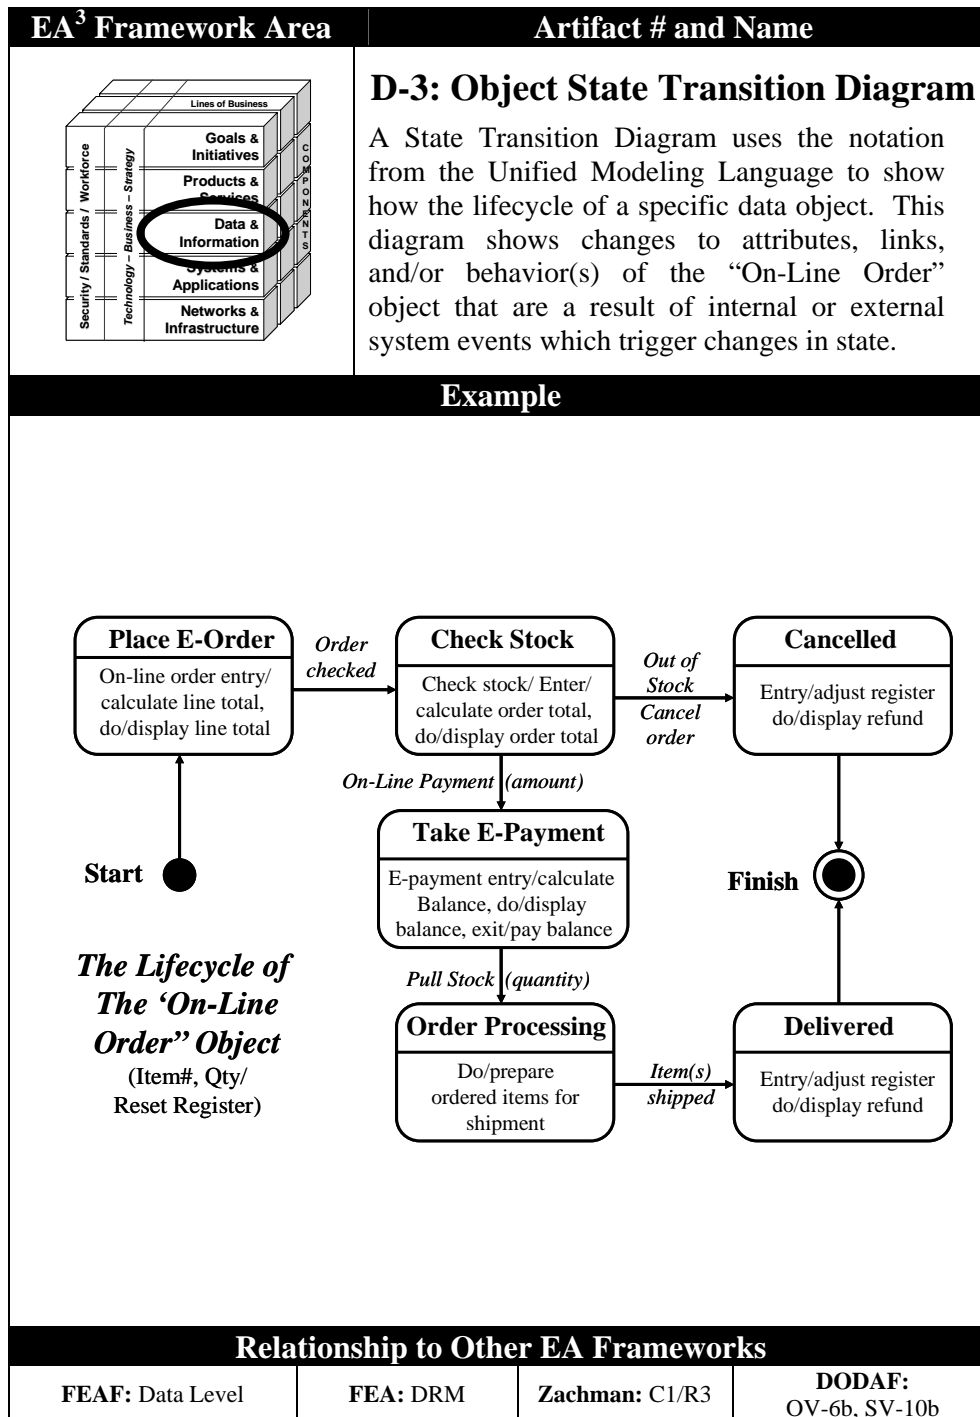 EA3 Framework Area
Artifact # and Name
Lines of Business
Security / Standards / Workforce
Technology – Business – Strategy
Goals &
Initiatives
Products &
Services
Data &
Information
Systems &
Applications
Networks &
Infrastructure
COMPONENTS
D-3: Object State Transition Diagram
A State Transition Diagram uses the notation
from the Unified Modeling Language to show
how the lifecycle of a specific data object. This
diagram shows changes to attributes, links,
and/or behavior(s) of the “On-Line Order”
object that are a result of internal or external
system events which trigger changes in state.
Example
Place E-Order
On-line order entry/
calculate line total,
do/display line total
Order
checked
Check Stock
Check stock/ Enter/
calculate order total,
do/display order total
Out of
Stock
Cancel
order
Cancelled
Entry/adjust register
do/display refund
On-Line Payment (amount)
Take E-Payment
E-payment entry/calculate
Balance, do/display
balance, exit/pay balance
Start
Finish
Pull Stock (quantity)
The Lifecycle of
The ‘On-Line
Order” Object
(Item#, Qty/
Reset Register)
Order Processing
Do/prepare
ordered items for
shipment
Item(s)
shipped
Delivered
Entry/adjust register
do/display refund
Relationship to Other EA Frameworks
FEAF: Data Level
FEA: DRM
Zachman: C1/R3
DODAF:
OV-6b, SV-10b